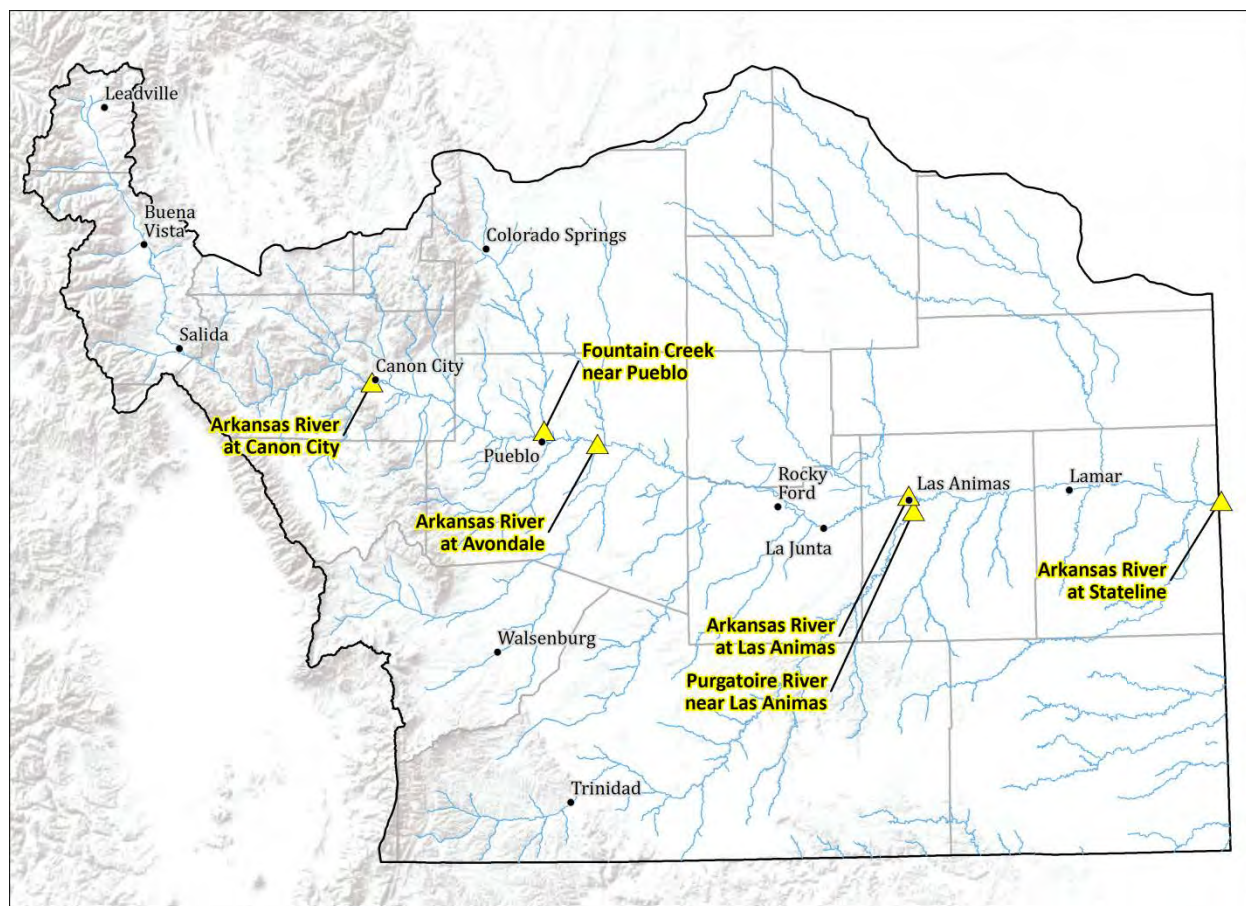 Leadville
Buena
Vista
Colorado Springs
Salida
Fountain Creek
near Pueblo
Canon City
Arkansas River
at Canon City
Pueblo
Rocky
Ford
Las Animas
Lamar
Arkansas River
at Avondale
La Junta
Arkansas River
at Stateline
Arkansas River
at Las Animas
Walsenburg
Purgatoire River
near Las Animas
Trinidad